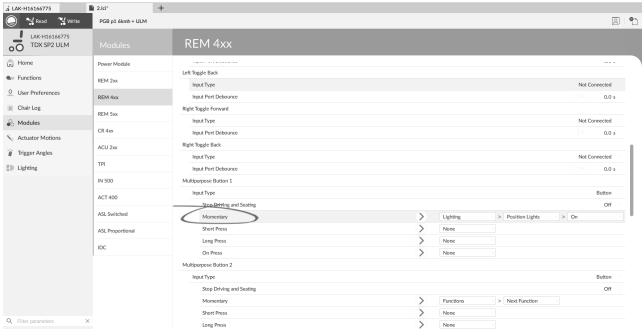 LAK-H16166775
2.lci*
+
Read
Write
PGB p1 6kmh + ULM
LAK-H16166775
TDX SP2 ULM
Home
Functions
User Preferences
Chair Log
Modules
Actuator Motions
Trigger Angles
Lighting
Filter parameters ×
Modules
Power Module
REM 2xx
REM 4xx
REM 5xx
CR 4xx
ACU 2xx
TPI
IN 500
ACT 400
ASL Switched
ASL Proportional
IDC
REM 4xx
Left Toggle Back
Input Type Not Connected
Input Port Debounce 0.0 s
Right Toggle Forward
Input Type Not Connected
Input Port Debounce 0.0 s
Right Toggle Back
Input Type Not Connected
Input Port Debounce 0.0 s
Multipurpose Button 1
Input Type Button
Stop Driving and Seating Off
Momentary > Lighting > Position Lights > On
Short Press > None
Long Press > None
On Press > None
Multipurpose Button 2
Input Type Button
Stop Driving and Seating Off
Momentary > Functions > Next Function
Short Press > None
Long Press > None